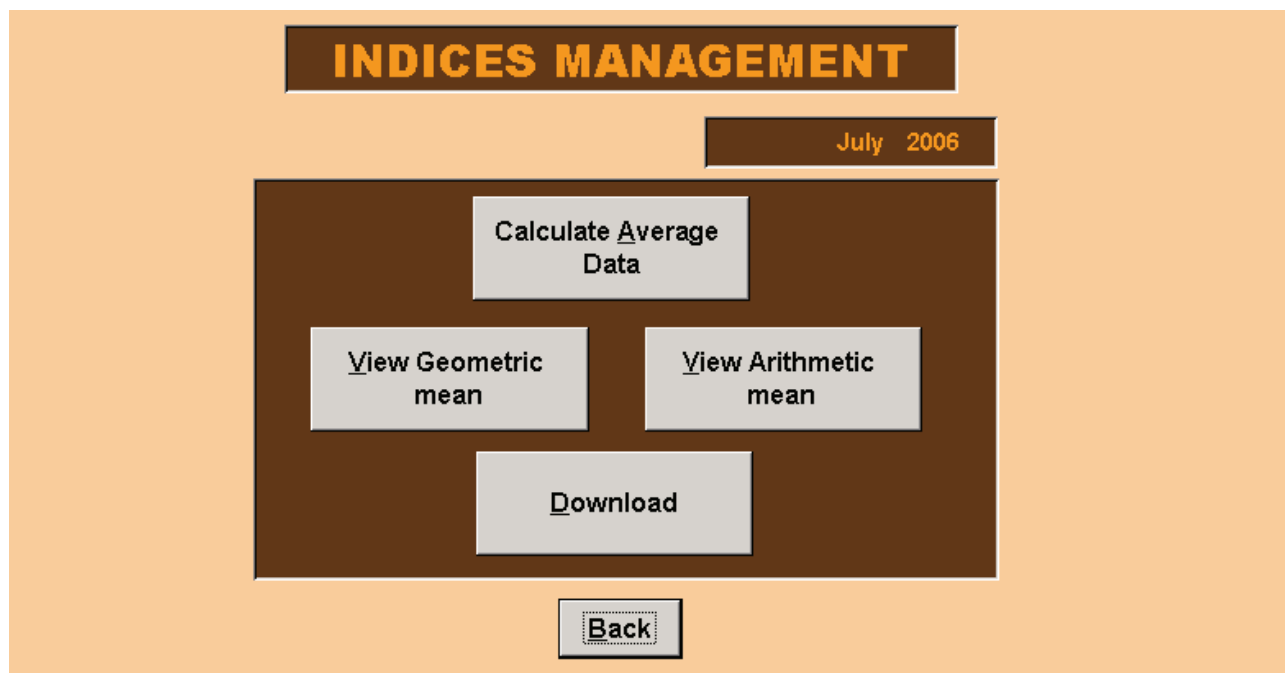 INDICES MANAGEMENT
July 2006
Calculate Average
Data
View Geometric
mean
View Arithmetic
mean
Download
Back